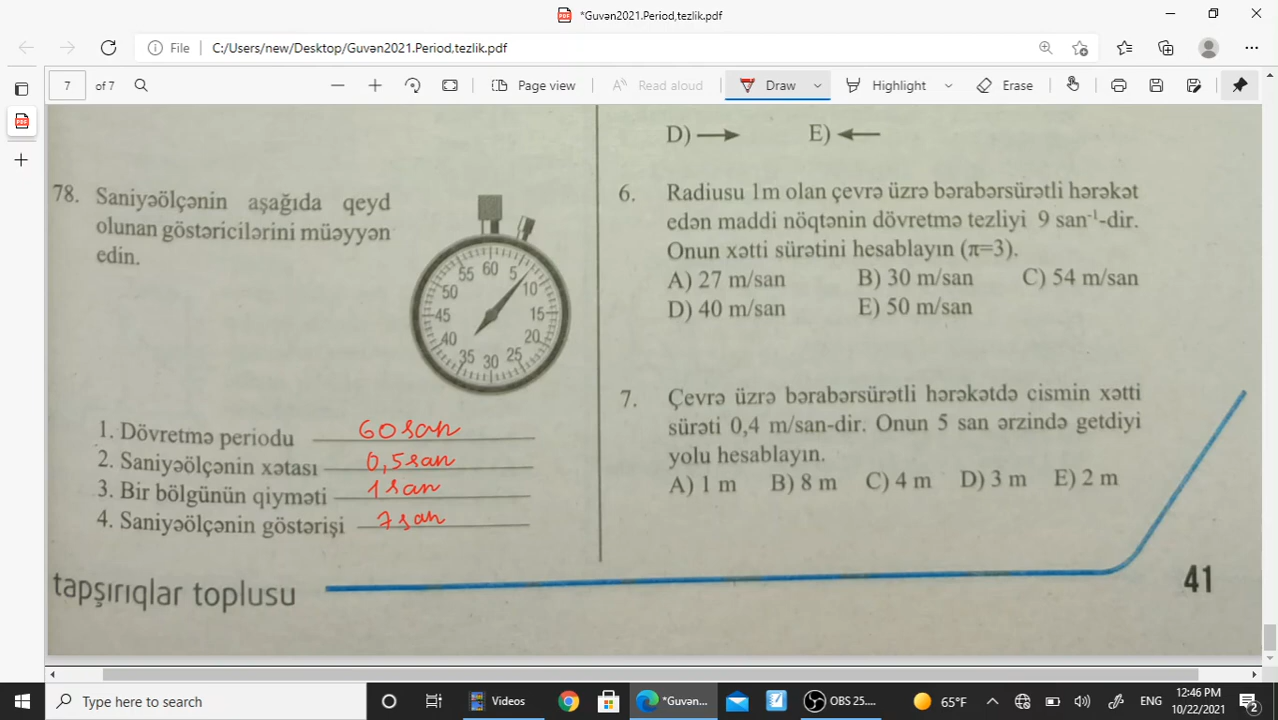 *Guvən2021.Period,tezlik.pdf
File C:/Users/new/Desktop/Guvən2021.Period,tezlik.pdf
7 of 7 Page view Read aloud Draw Highlight Erase
78. Saniyəölçənin aşağıda qeyd
olunan göstəricilərini müəyyən
edin.
60
5
10
15
20
25
30
35
40
45
50
55
1. Dövretmə periodu 60 san
2. Saniyəölçənin xətası 0,5 san
3. Bir bölgünün qiyməti 1 san
4. Saniyəölçənin göstərişi 7 san
D) → E) ←
6. Radiusu 1m olan çevrə üzrə bərabərsürətli hərəkət
edən maddi nöqtənin dövretmə tezliyi 9 san⁻¹-dir.
Onun xətti sürətini hesablayın (π=3).
A) 27 m/san B) 30 m/san C) 54 m/san
D) 40 m/san E) 50 m/san
7. Çevrə üzrə bərabərsürətli hərəkətdə cismin xətti
sürəti 0,4 m/san-dir. Onun 5 san ərzində getdiyi
yolu hesablayın.
A) 1 m B) 8 m C) 4 m D) 3 m E) 2 m
tapşırıqlar toplusu
41
Type here to search Videos *Guvən... OBS 25.... 65°F ENG 12:46 PM
10/22/2021 2